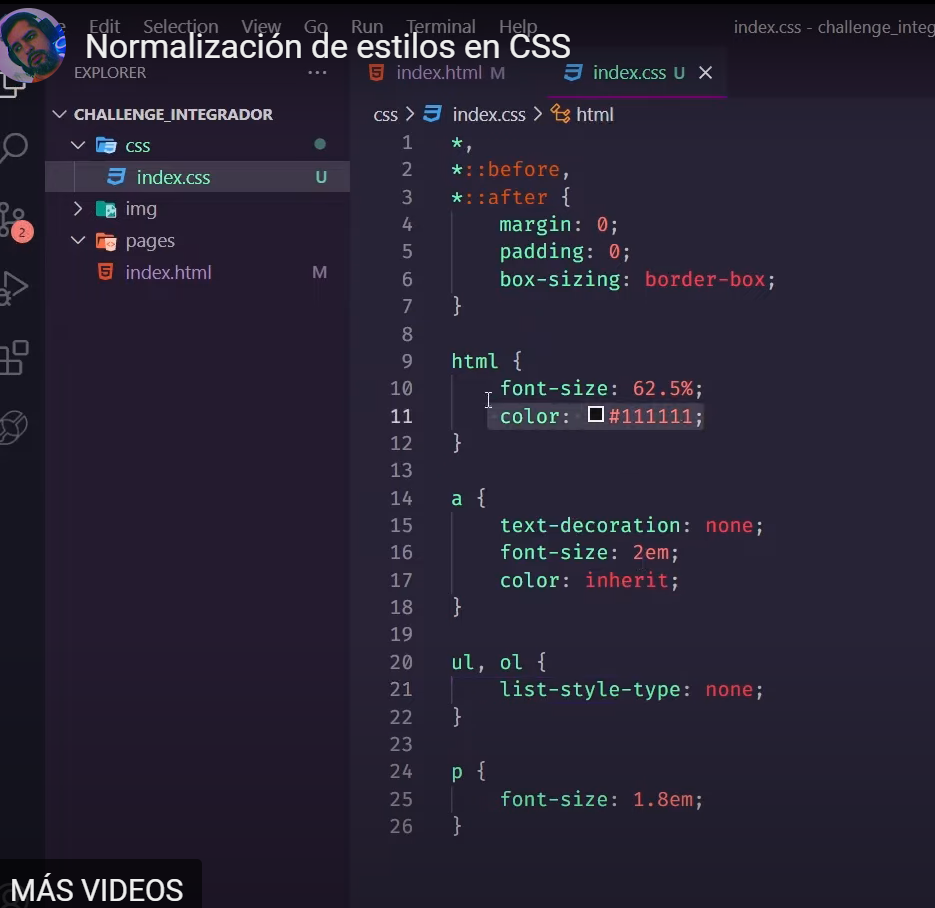 Edit Selection View Go Run Terminal Help
index.css - challenge_integ
Normalización de estilos en CSS
EXPLORER ...
index.html M index.css U
CHALLENGE_INTEGRADOR
css
index.css U
img
pages
index.html M
2
css > index.css > html
1 *,
2 *::before,
3 *::after {
4 margin: 0;
5 padding: 0;
6 box-sizing: border-box;
7 }
8
9 html {
10 font-size: 62.5%;
11 color: #111111;
12 }
13
14 a {
15 text-decoration: none;
16 font-size: 2em;
17 color: inherit;
18 }
19
20 ul, ol {
21 list-style-type: none;
22 }
23
24 p {
25 font-size: 1.8em;
26 }
MÁS VIDEOS